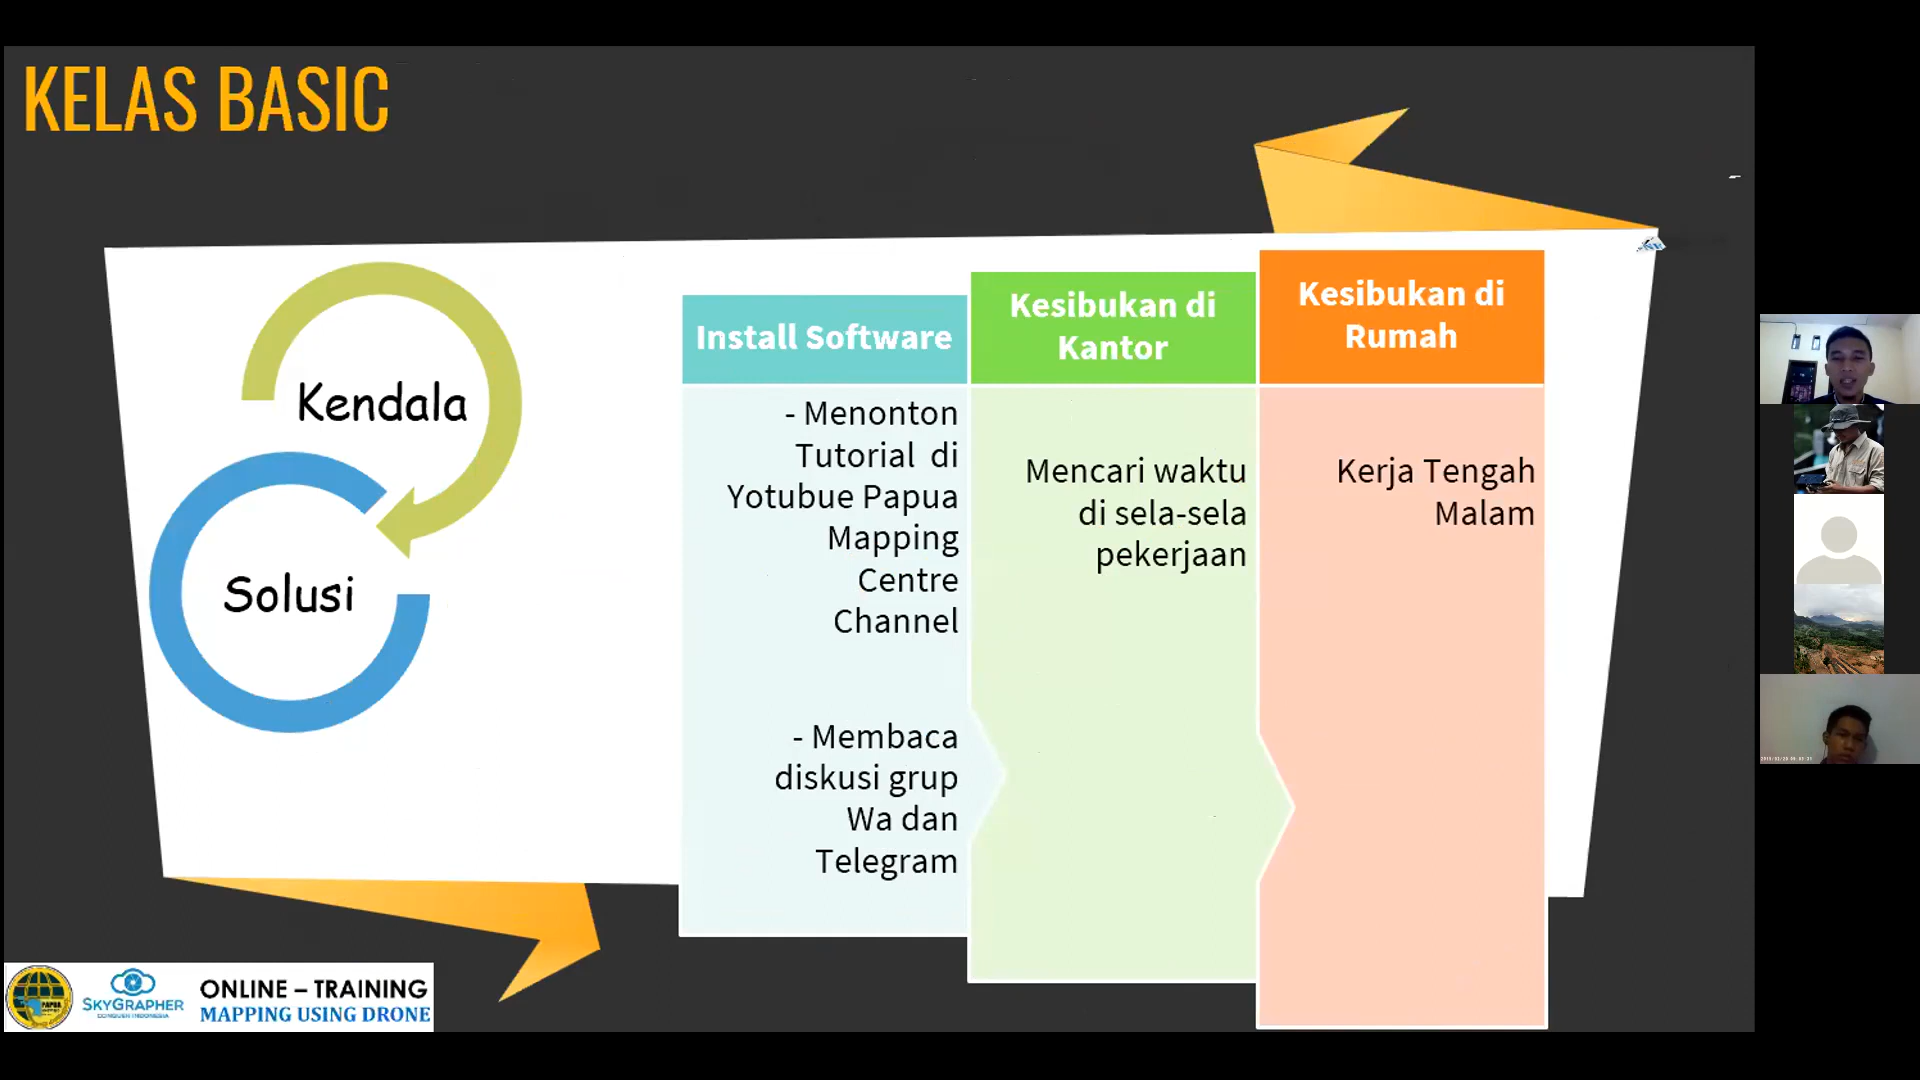 KELAS BASIC
Kendala
Solusi
Install Software
- Menonton
Tutorial di
Yotubue Papua
Mapping
Centre
Channel
- Membaca
diskusi grup
Wa dan
Telegram
Kesibukan di
Kantor
Mencari waktu
di sela-sela
pekerjaan
Kesibukan di
Rumah
Kerja Tengah
Malam
SKYGRAPHER
CONQUER INDONESIA
ONLINE – TRAINING
MAPPING USING DRONE